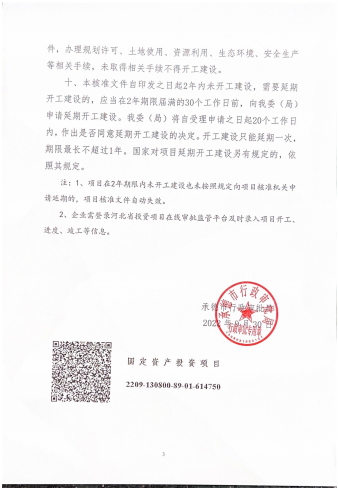 件，办理规划许可、土地使用、资源利用、生态环境、安全生产
等相关手续，未取得相关手续不得开工建设。
十、本核准文件自印发之日起2年内未开工建设，需要延期
开工建设的，应当在2年期限届满的30个工作日前，向我委（局）
申请延期开工建设。我委（局）将自受理申请之日起20个工作日
内，作出是否同意延期开工建设的决定。开工建设只能延期一次，
期限最长不超过1年。国家对项目延期开工建设另有规定的，依
照其规定。
注：1、项目在2年期限内未开工建设也未按照规定向项目核准机关申
请延期的，项目核准文件自动失效。
2、企业需登录河北省投资项目在线审批监管平台及时录入项目开工、
进度、竣工等信息。
承德市行政审批局
2022年9月30日
固定资产投资项目
2209-130800-89-01-614750
3